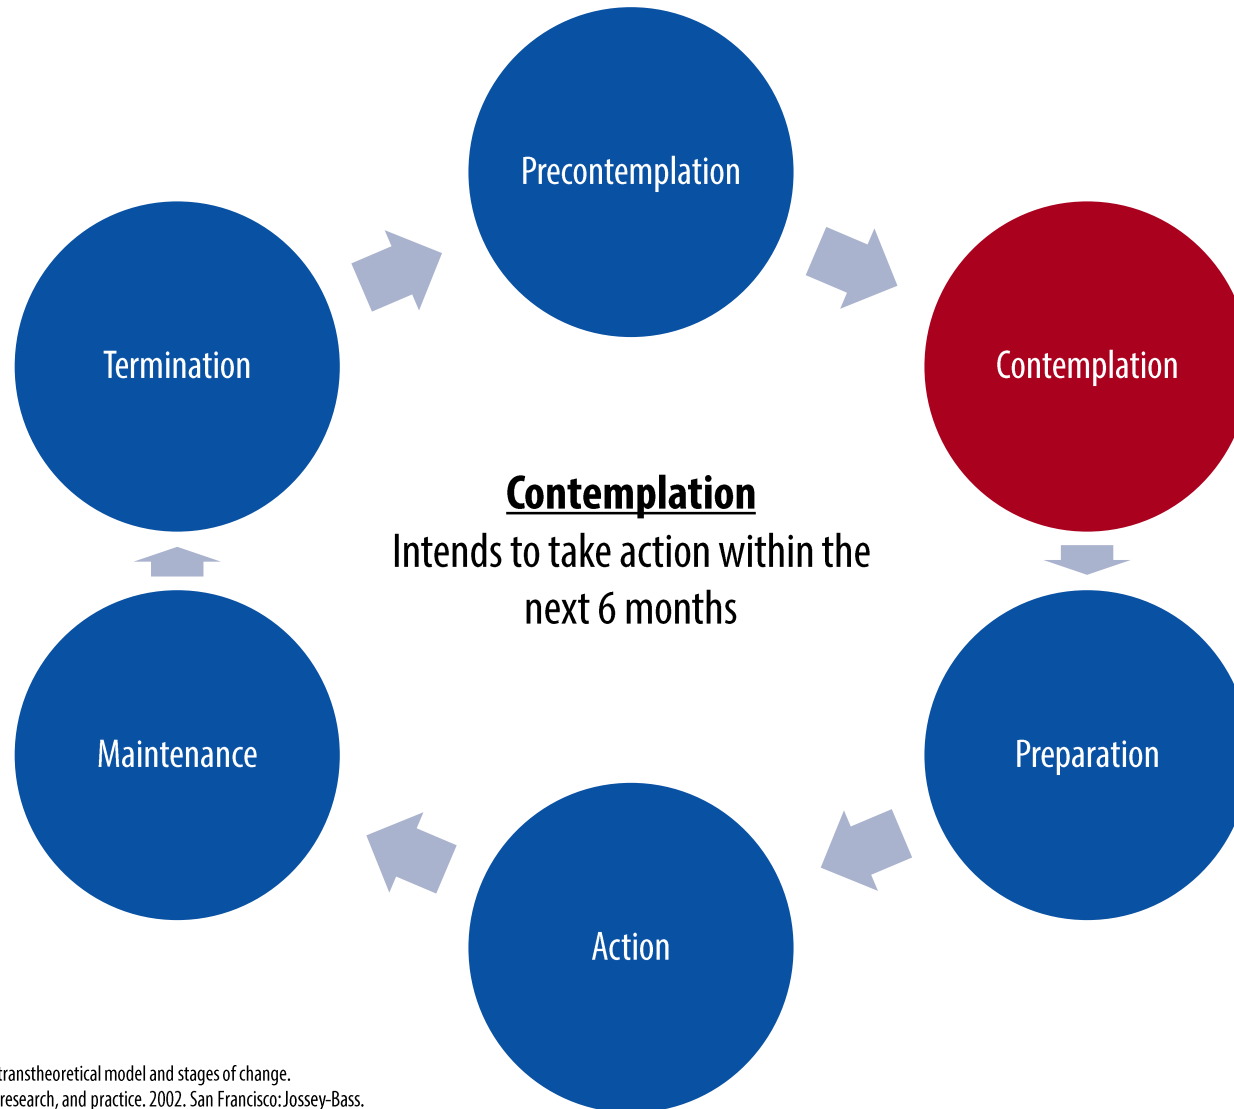 Precontemplation
Termination
Contemplation
Contemplation
Intends to take action within the
next 6 months
Maintenance
Preparation
Action
transtheoretical model and stages of change.
research, and practice. 2002. San Francisco: Jossey-Bass.